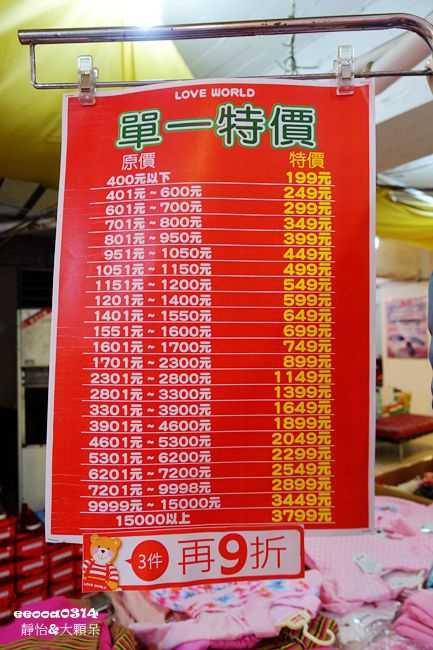 LOVE WORLD
單一特價
原價 特價
400元以下 199元
401元~600元 249元
601元~700元 299元
701元~800元 349元
801元~950元 399元
951元~1050元 449元
1051元~1150元 499元
1151元~1200元 549元
1201元~1400元 599元
1401元~1550元 649元
1551元~1600元 699元
1601元~1700元 749元
1701元~2300元 899元
2301元~2800元 1149元
2801元~3300元 1399元
3301元~3900元 1649元
3901元~4600元 1899元
4601元~5300元 2049元
5301元~6200元 2299元
6201元~7200元 2549元
7201元~9998元 2899元
9999元~15000元 3449元
15000以上 3799元
3件 再9折
LOVE WORLD
eeooa0314
靜怡&大顆呆